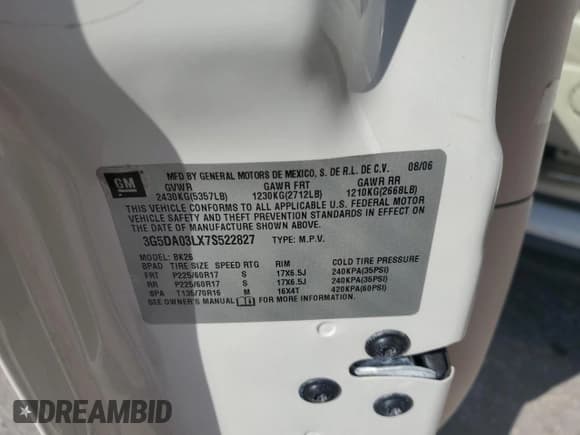 GM
MFD BY GENERAL MOTORS DE MEXICO, S. DE R.L. DE C.V. 08/06
GVWR GAWR FRT GAWR RR
2430KG(5357LB) 1230KG(2712LB) 1210KG(2668LB)
THIS VEHICLE CONFORMS TO ALL APPLICABLE U.S. FEDERAL MOTOR
VEHICLE SAFETY AND THEFT PREVENTION STANDARDS IN EFFECT ON
THE DATE OF MANUFACTURE SHOWN ABOVE.
3G5DA03LX7S522827 TYPE: M.P.V.
MODEL: BK26
BPAD TIRE SIZE SPEED RTG RIM COLD TIRE PRESSURE
FRT P225/60R17 S 17X6.5J 240KPA(35PSI)
RR P225/60R17 S 17X6.5J 240KPA(35PSI)
SPA T135/70R16 M 16X4T 420KPA(60PSI)
SEE OWNER'S MANUAL FOR MORE INFORMATION
DREAMBID